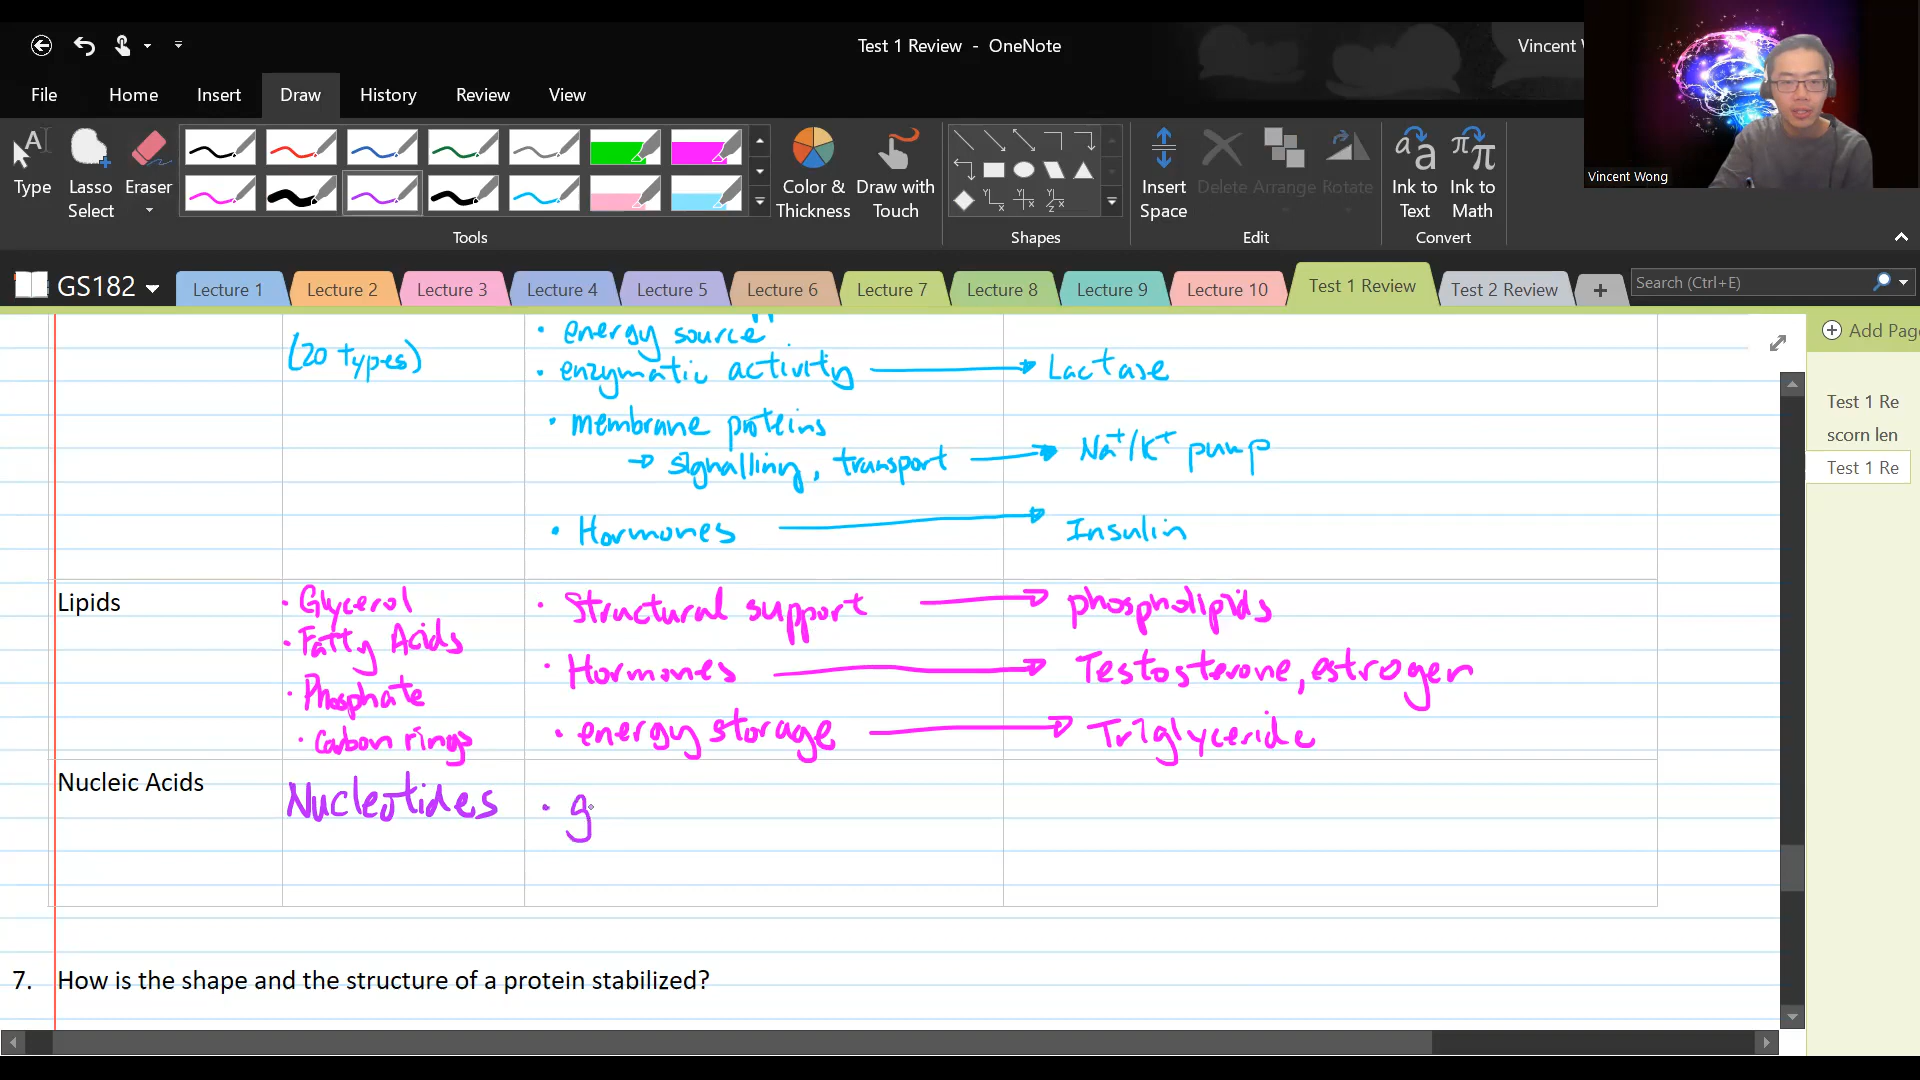 Test 1 Review - OneNote
Vincent W
File
Home
Insert
Draw
History
Review
View
Type
Lasso
Select
Eraser
Color &
Thickness
Draw with
Touch
Insert
Space
Delete
Arrange
Rotate
Ink to
Text
Ink to
Math
Tools
Shapes
Edit
Convert
Vincent Wong
GS182
Lecture 1
Lecture 2
Lecture 3
Lecture 4
Lecture 5
Lecture 6
Lecture 7
Lecture 8
Lecture 9
Lecture 10
Test 1 Review
Test 2 Review
Search (Ctrl+E)
Add Pag
Test 1 Re
scorn len
Test 1 Re
(20 types)
• energy source
• enzymatic activity → Lactase
• membrane proteins
→ signalling, transport → Na+/K+ pump
• Hormones → Insulin
Lipids
• Glycerol
• Fatty Acids
• Phosphate
• Carbon rings
• Structural support → phospholipids
• Hormones → Testosterone, estrogen
• energy storage → Triglyceride
Nucleic Acids
Nucleotides
• g
7. How is the shape and the structure of a protein stabilized?